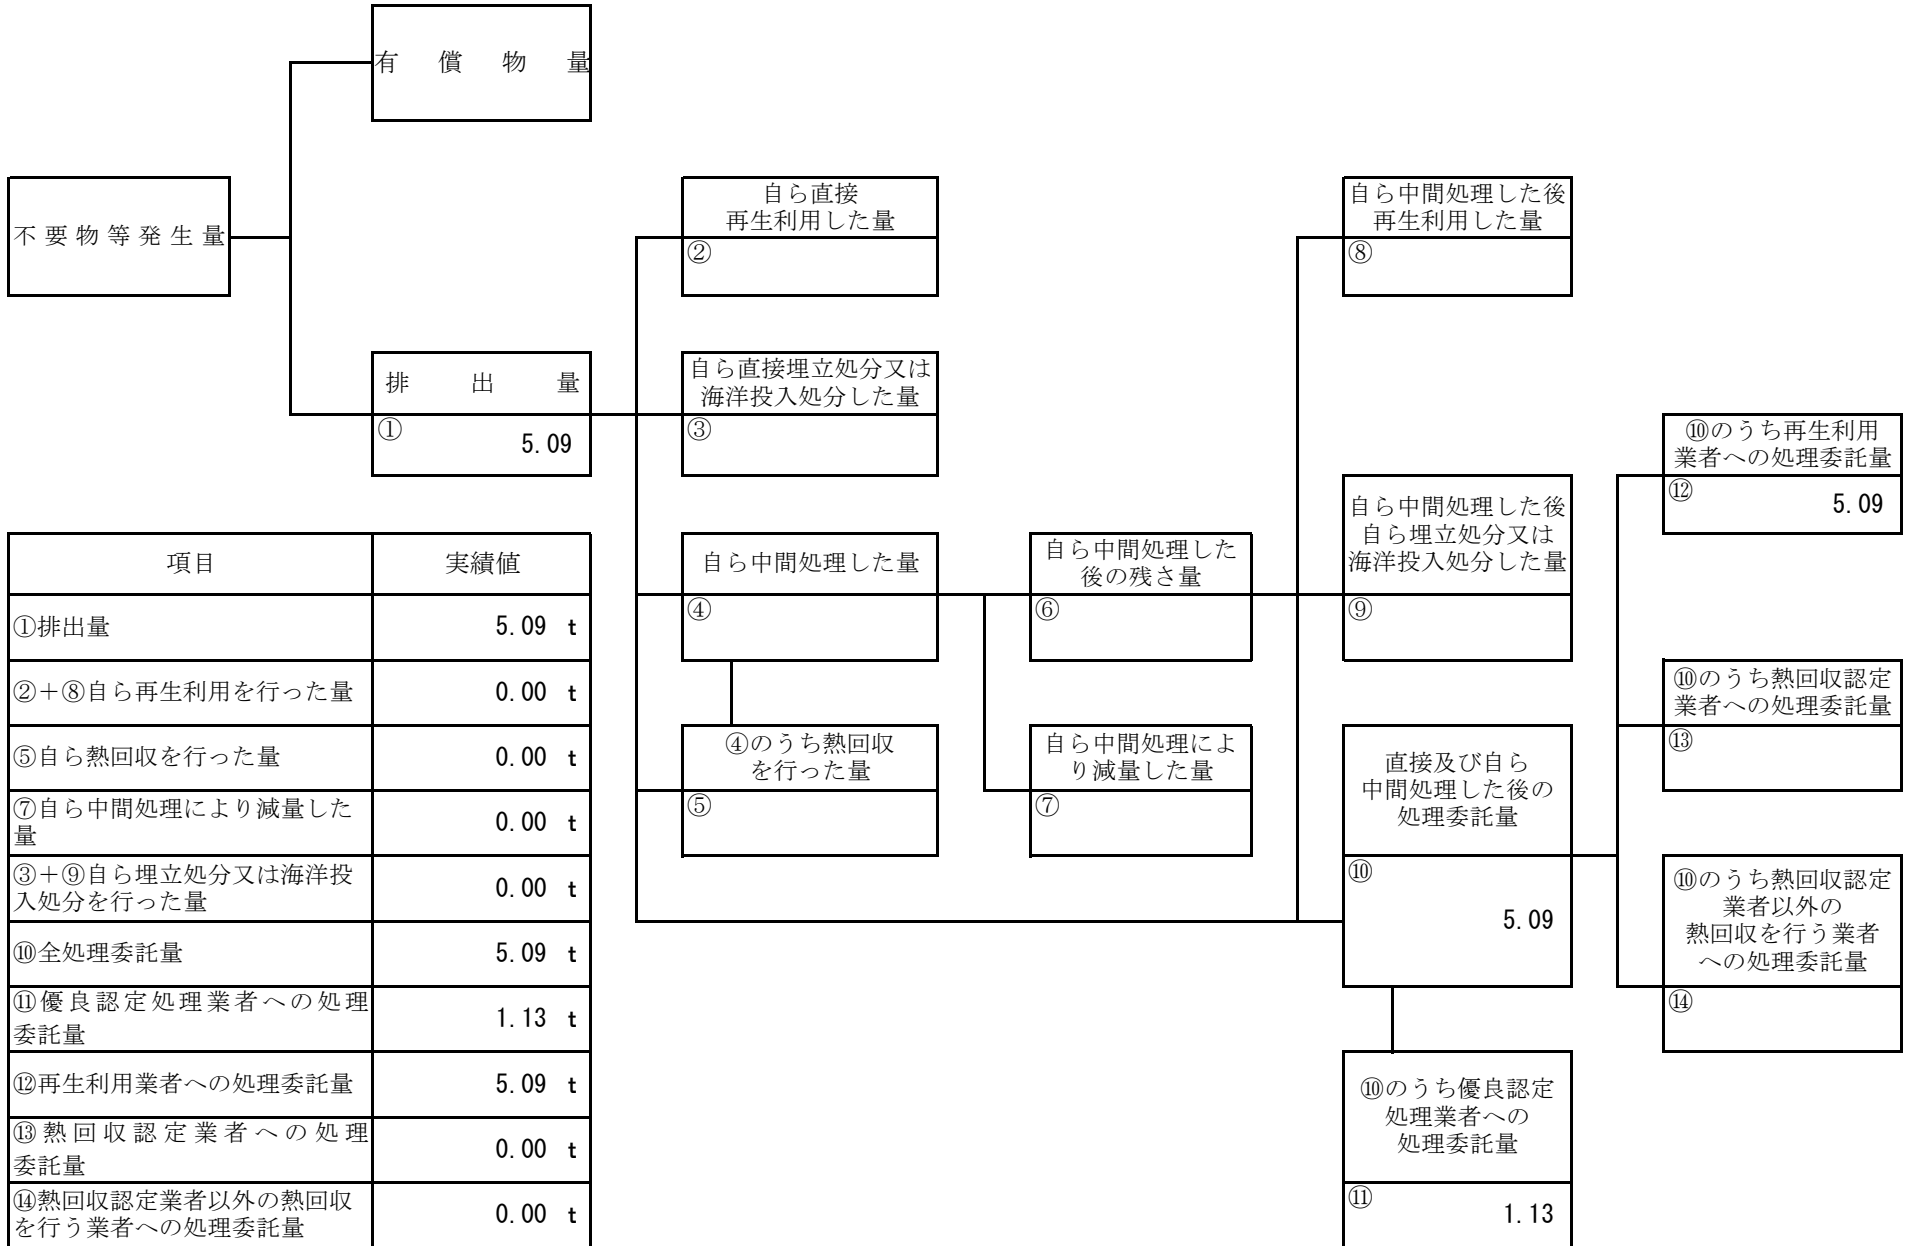 有償物量
不要物等発生量
自ら直接
再生利用した量
②
自ら中間処理した後
再生利用した量
⑧
排出量
①
5.09
自ら直接埋立処分又は
海洋投入処分した量
③
⑩のうち再生利用
業者への処理委託量
⑫
5.09
自ら中間処理した量
④
自ら中間処理した
後の残さ量
⑥
自ら中間処理した後
自ら埋立処分又は
海洋投入処分した量
⑨
⑩のうち熱回収認定
業者への処理委託量
⑬
④のうち熱回収
を行った量
⑤
自ら中間処理によ
り減量した量
⑦
直接及び自ら
中間処理した後の
処理委託量
⑩
5.09
⑩のうち熱回収認定
業者以外の
熱回収を行う業者
への処理委託量
⑭
⑩のうち優良認定
処理業者への
処理委託量
⑪
1.13
項目 実績値
①排出量 5.09 t
②＋⑧自ら再生利用を行った量 0.00 t
⑤自ら熱回収を行った量 0.00 t
⑦自ら中間処理により減量した
量
0.00 t
③＋⑨自ら埋立処分又は海洋投
入処分を行った量
0.00 t
⑩全処理委託量 5.09 t
⑪優良認定処理業者への処理
委託量
1.13 t
⑫再生利用業者への処理委託量 5.09 t
⑬熱回収認定業者への処理
委託量
0.00 t
⑭熱回収認定業者以外の熱回収
を行う業者への処理委託量
0.00 t